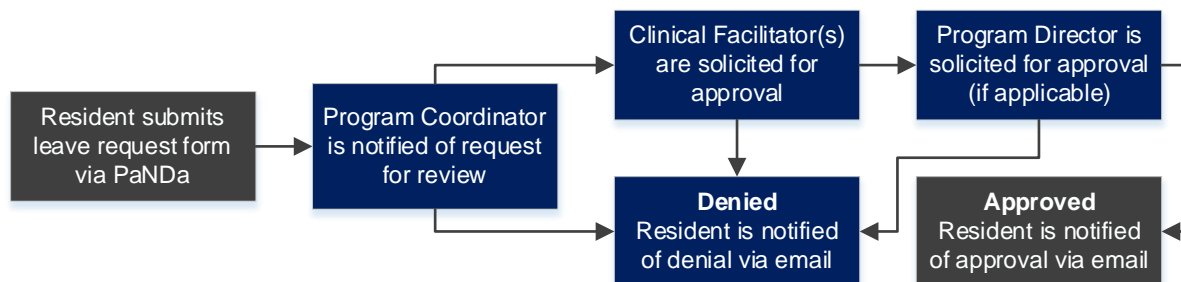 Resident submits
leave request form
via PaNDa
Program Coordinator
is notified of request
for review
Clinical Facilitator(s)
are solicited for
approval
Program Director is
solicited for approval
(if applicable)
Denied
Resident is notified
of denial via email
Approved
Resident is notified
of approval via email